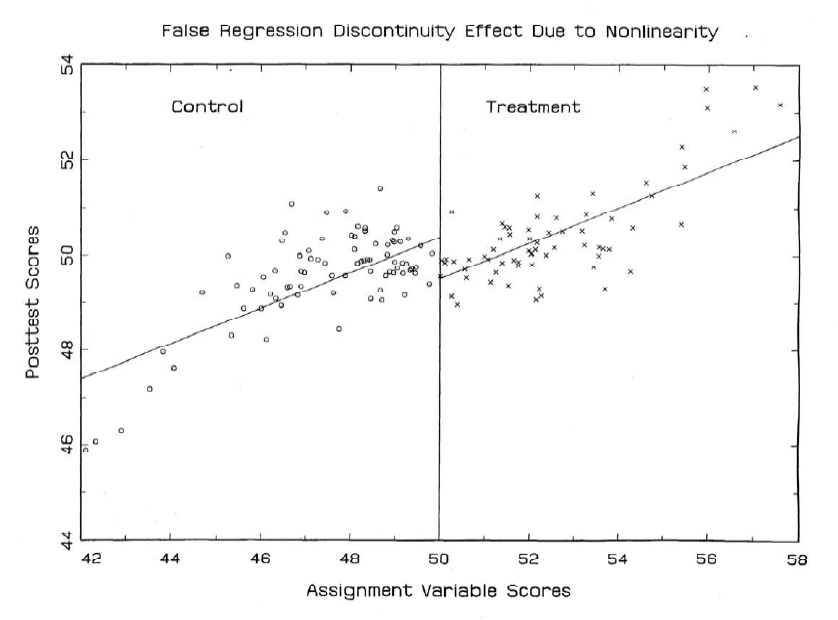 False Regression Discontinuity Effect Due to Nonlinearity
54
Control
Treatment
52
50
Posttest Scores
48
46
44
42 44 46 48 50 52 54 56 58
Assignment Variable Scores